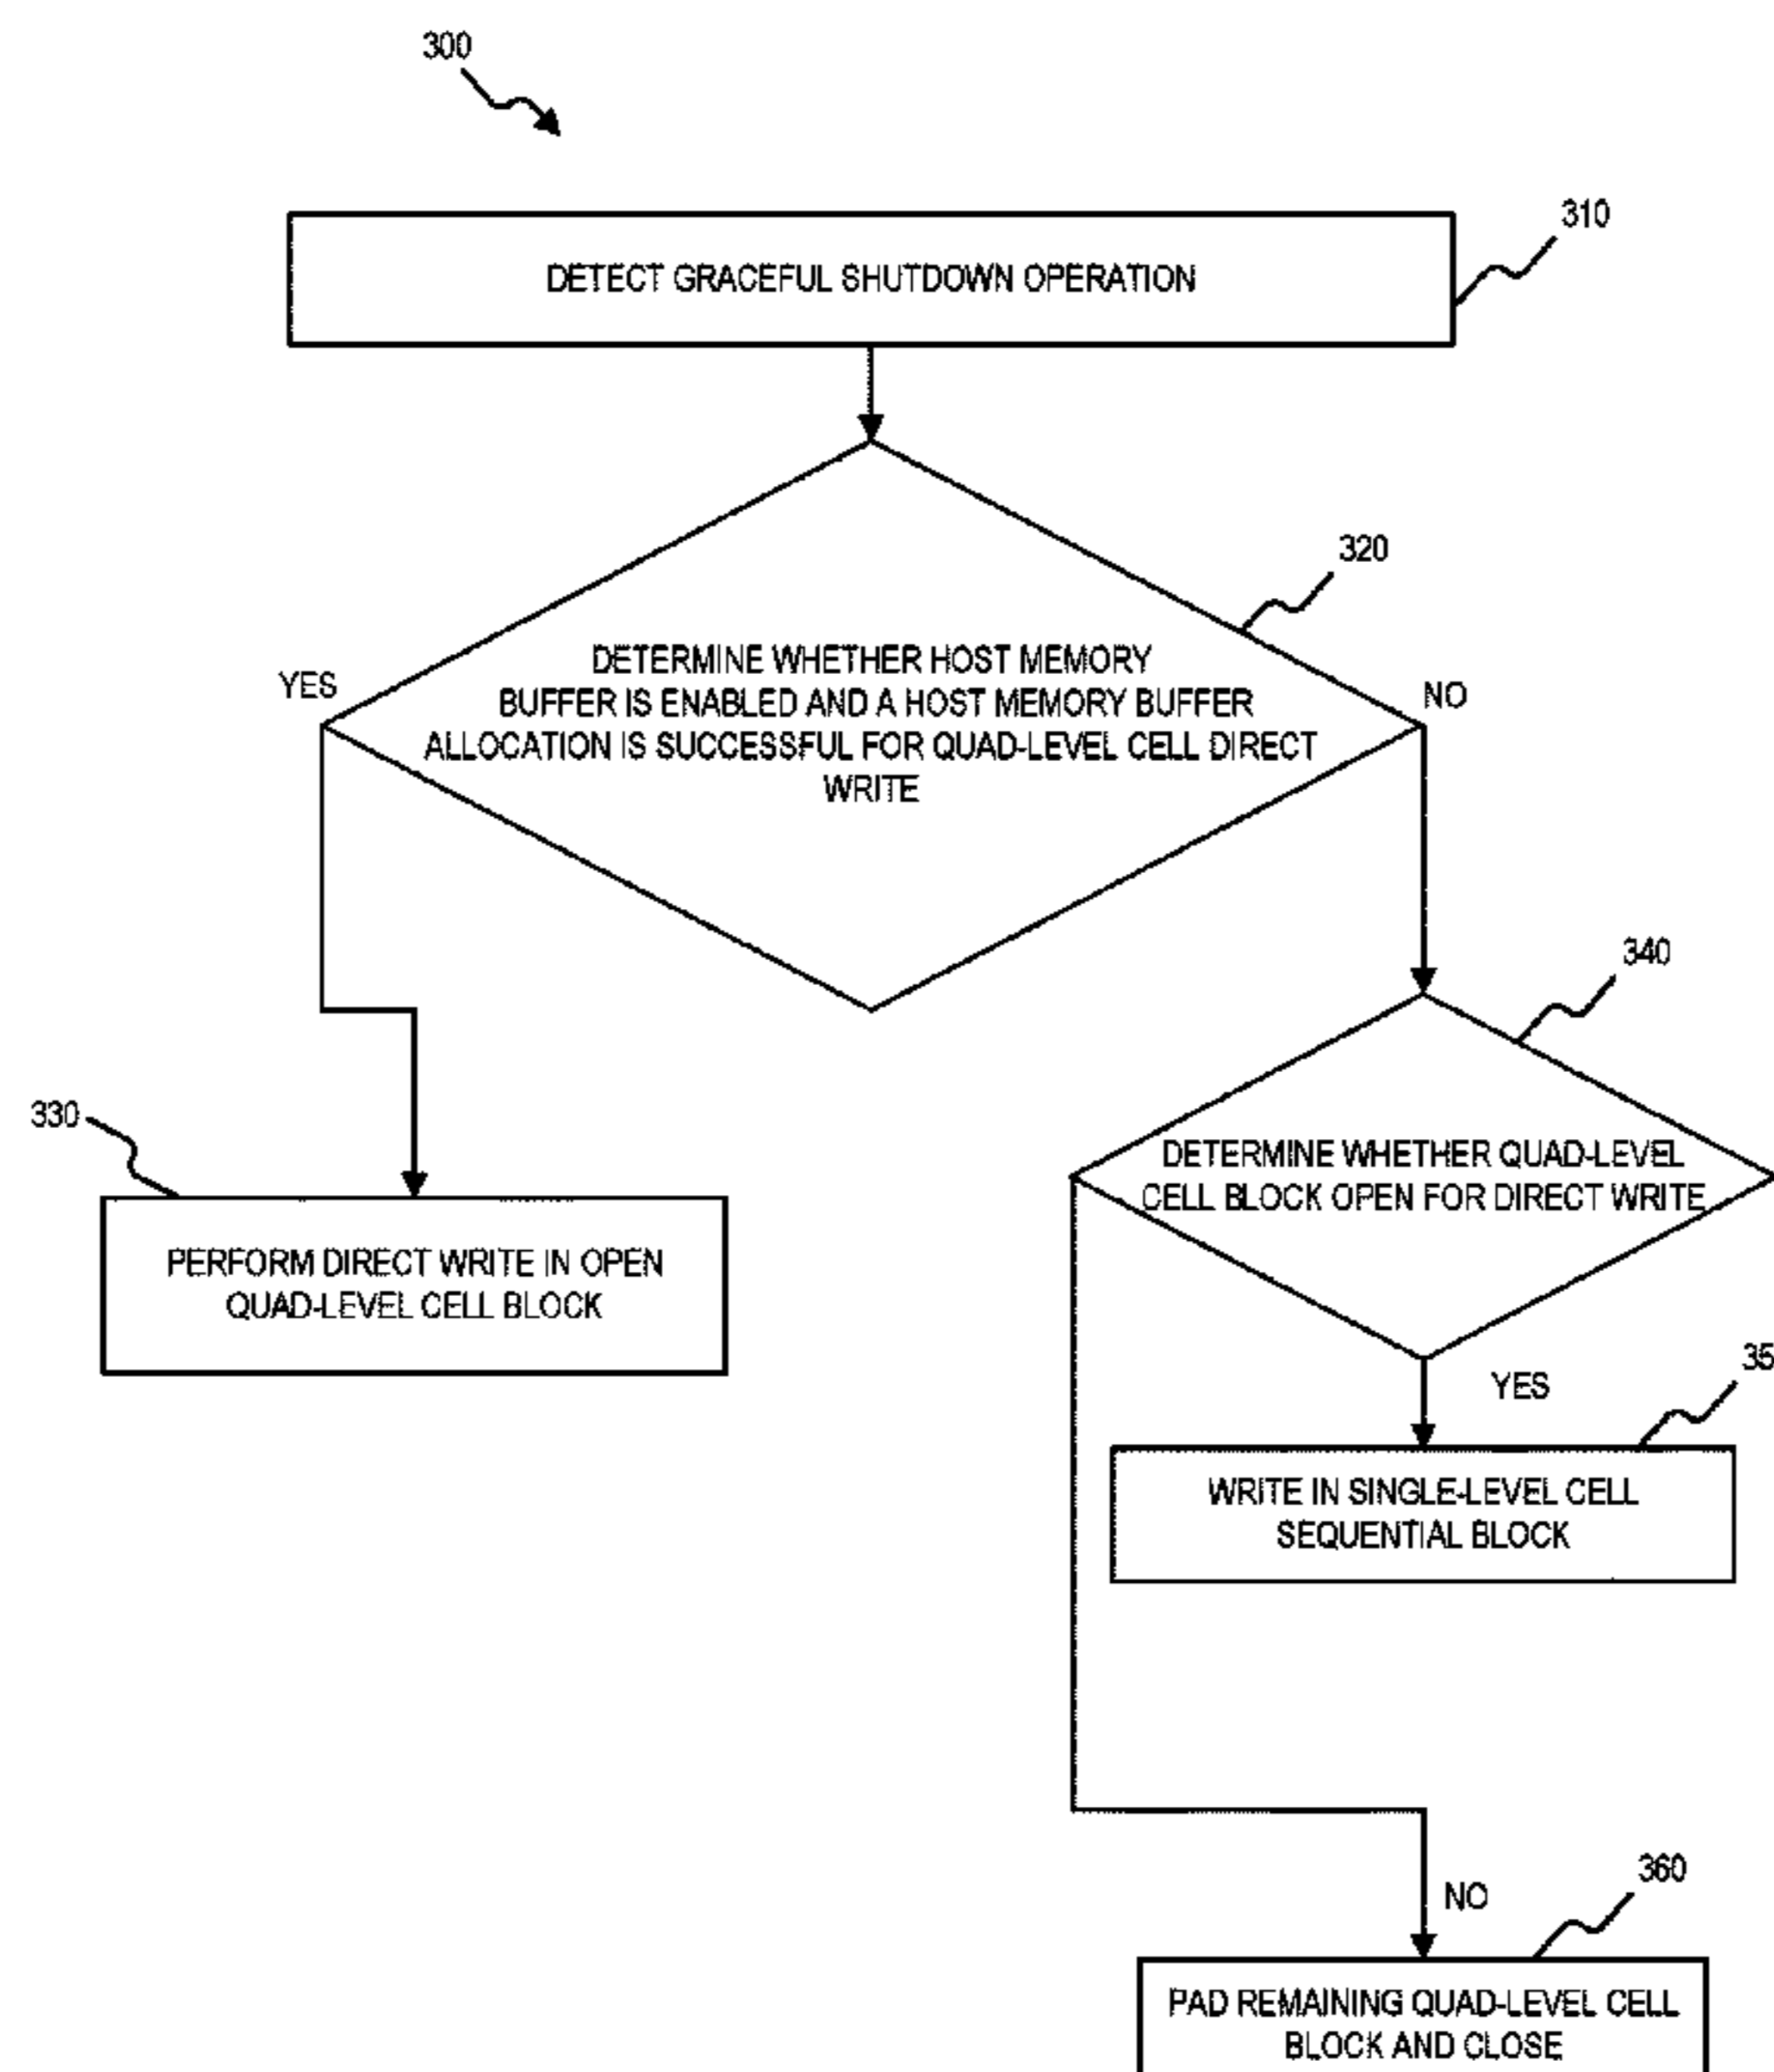 300
310
DETECT GRACEFUL SHUTDOWN OPERATION
320
DETERMINE WHETHER HOST MEMORY
BUFFER IS ENABLED AND A HOST MEMORY BUFFER
ALLOCATION IS SUCCESSFUL FOR QUAD-LEVEL CELL DIRECT
WRITE
YES
NO
340
330
DETERMINE WHETHER QUAD-LEVEL
CELL BLOCK OPEN FOR DIRECT WRITE
PERFORM DIRECT WRITE IN OPEN
QUAD-LEVEL CELL BLOCK
35
YES
WRITE IN SINGLE-LEVEL CELL
SEQUENTIAL BLOCK
360
NO
PAD REMAINING QUAD-LEVEL CELL
BLOCK AND CLOSE